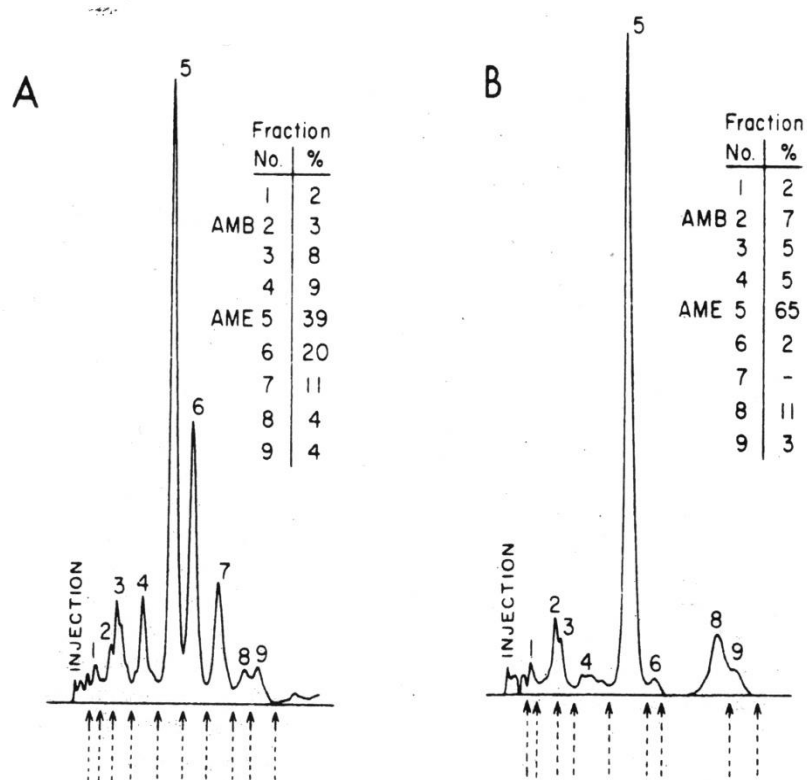 A
5
Fraction
No. %
1 2
AMB 2 3
3 8
4 9
AME 5 39
6 20
7 11
8 4
9 4
6
INJECTION
1
2
3
4
7
8
9
B
5
Fraction
No. %
1 2
AMB 2 7
3 5
4 5
AME 5 65
6 2
7 -
8 11
9 3
INJECTION
1
2
3
4
6
8
9